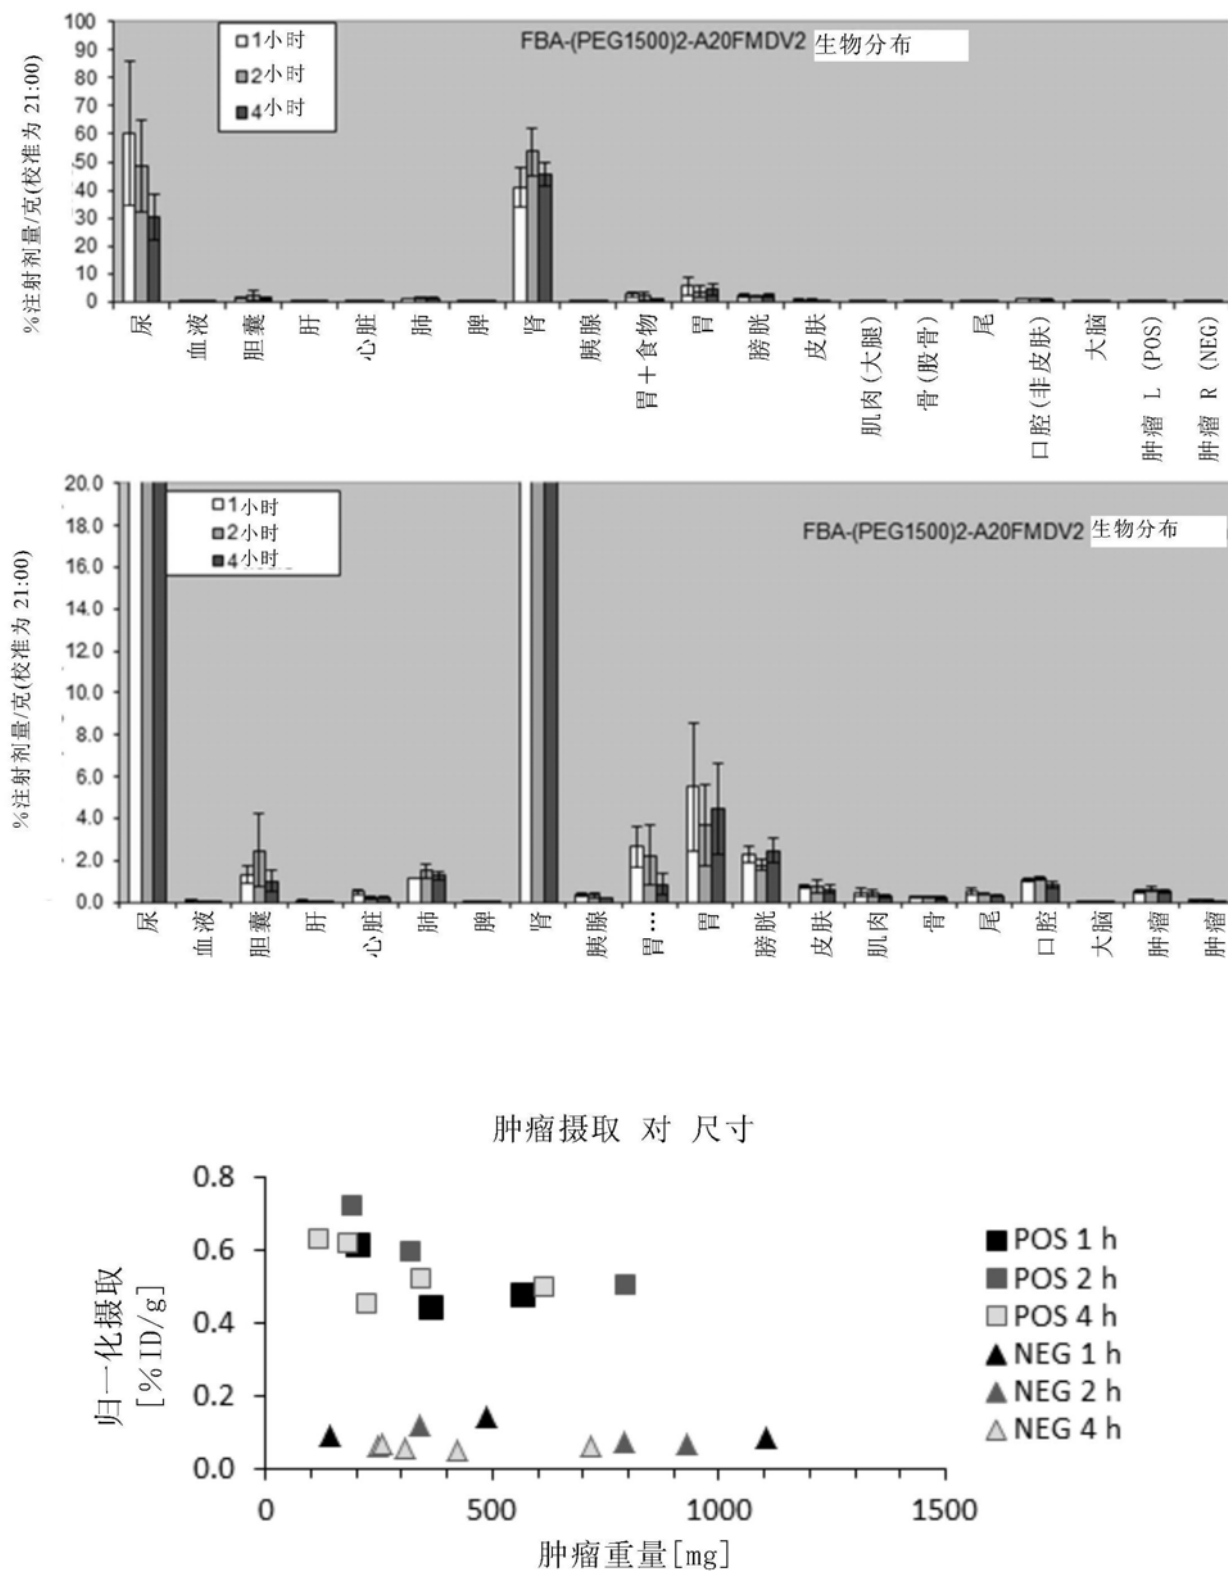 %注射剂量/克(校准为 21:00)
100
90
80
70
60
50
40
30
20
10
0
1小时
2小时
4小时
FBA-(PEG1500)2-A20FMDV2 生物分布
尿
血液
胆囊
肝
心脏
肺
脾
肾
胰腺
胃+食物
胃
膀胱
皮肤
肌肉(大腿)
骨(股骨)
尾
口腔(非皮肤)
大脑
肿瘤 L (POS)
肿瘤 R (NEG)
%注射剂量/克(校准为 21:00)
20.0
18.0
16.0
14.0
12.0
10.0
8.0
6.0
4.0
2.0
0.0
1小时
2小时
4小时
FBA-(PEG1500)2-A20FMDV2 生物分布
尿
血液
胆囊
肝
心脏
肺
脾
肾
胰腺
胃…
胃
膀胱
皮肤
肌肉
骨
尾
口腔
大脑
肿瘤
肿瘤
肿瘤摄取 对 尺寸
归一化摄取
[%ID/g]
0.8
0.6
0.4
0.2
0.0
0
500
1000
1500
肿瘤重量[mg]
POS 1 h
POS 2 h
POS 4 h
NEG 1 h
NEG 2 h
NEG 4 h